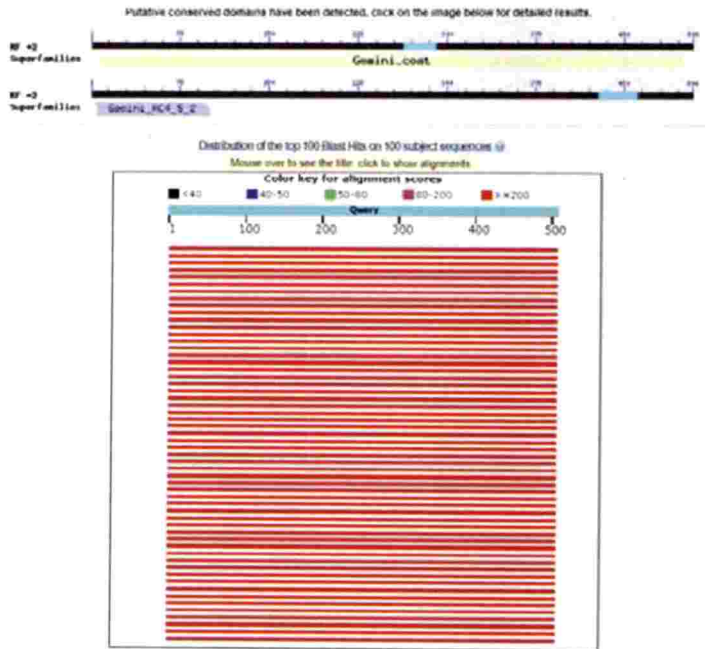 Putative conserved domains have been detected, click on the image below for detailed results.
RF +2
Superfamilies
Gemini_coat
RF +3
Superfamilies
Distribution of the top 100 Blast Hits on 100 subject sequences
Mouse over to see the title, click to show alignments
Color key for alignment scores
<40 40-50 50-80 80-200 >=200
Query
1 100 200 300 400 500